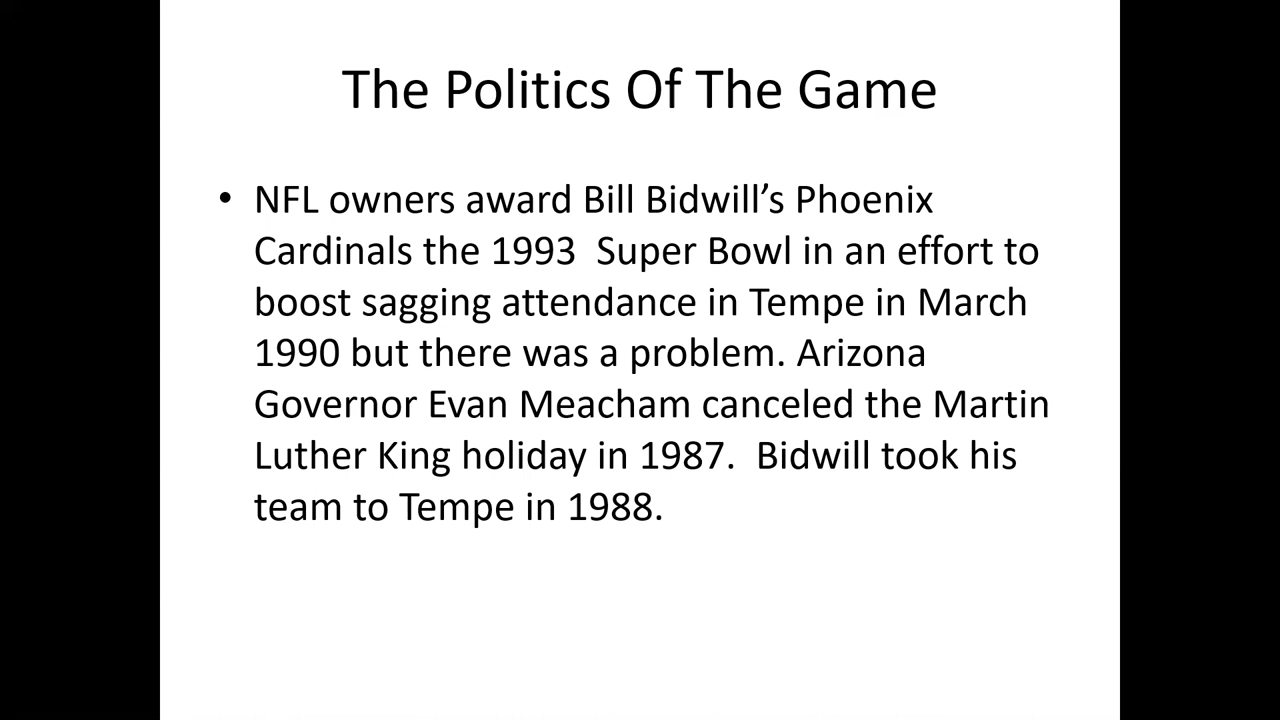 The Politics Of The Game
• NFL owners award Bill Bidwill’s Phoenix
Cardinals the 1993  Super Bowl in an effort to
boost sagging attendance in Tempe in March
1990 but there was a problem. Arizona
Governor Evan Meacham canceled the Martin
Luther King holiday in 1987.  Bidwill took his
team to Tempe in 1988.